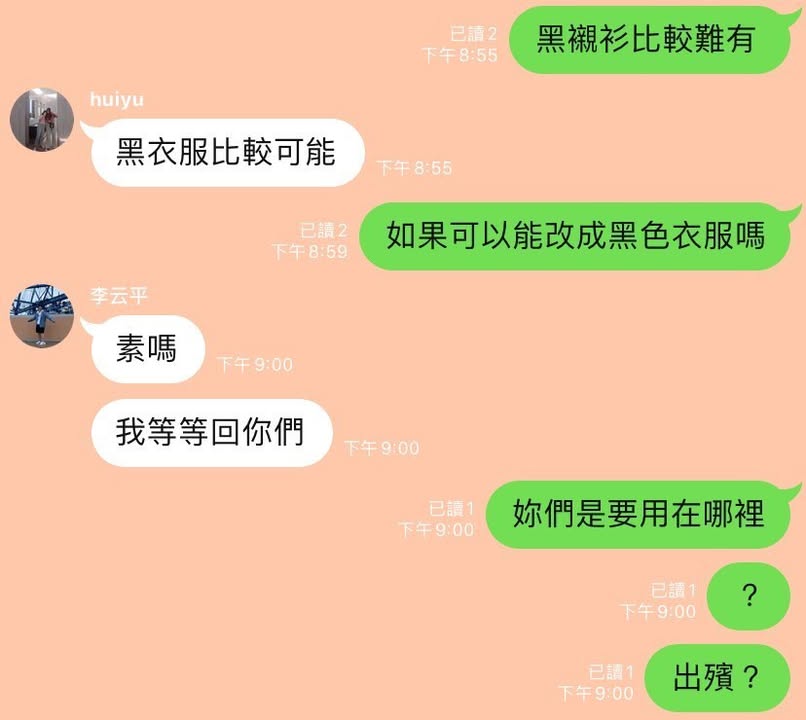 已讀2
下午8:55
黑襯衫比較難有
huiyu
黑衣服比較可能
下午8:55
已讀2
下午8:59
如果可以能改成黑色衣服嗎
李云平
素嗎
下午9:00
我等等回你們
下午9:00
已讀1
下午9:00
妳們是要用在哪裡
已讀1
下午9:00
？
已讀1
下午9:00
出殯？